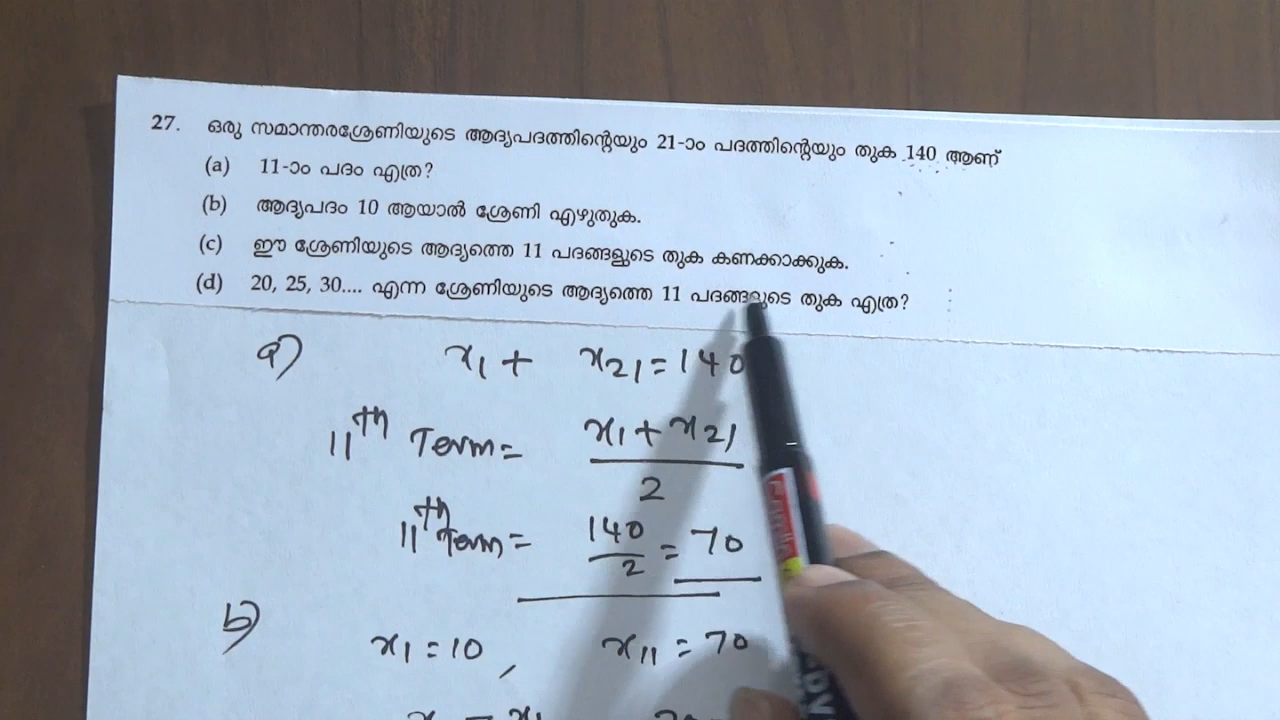 27. ഒരു സമാന്തരശ്രേണിയുടെ ആദ്യപദത്തിന്റെയും 21-ാം പദത്തിന്റെയും തുക 140 ആണ്
(a) 11-ാം പദം എത്ര?
(b) ആദ്യപദം 10 ആയാൽ ശ്രേണി എഴുതുക.
(c) ഈ ശ്രേണിയുടെ ആദ്യത്തെ 11 പദങ്ങളുടെ തുക കണക്കാക്കുക.
(d) 20, 25, 30.... എന്ന ശ്രേണിയുടെ ആദ്യത്തെ 11 പദങ്ങളുടെ തുക എത്ര?
a) x1 + x21 = 140
11th Term = x1 + x21
2
11th Term = 140/2 = 70
b)
x1 = 10, x11 = 70